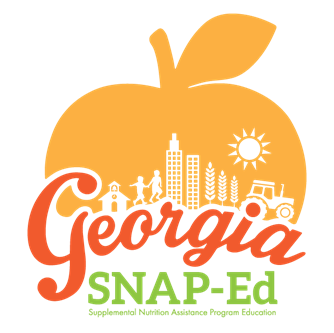 Georgia
SNAP-Ed
Supplemental Nutrition Assistance Program Education